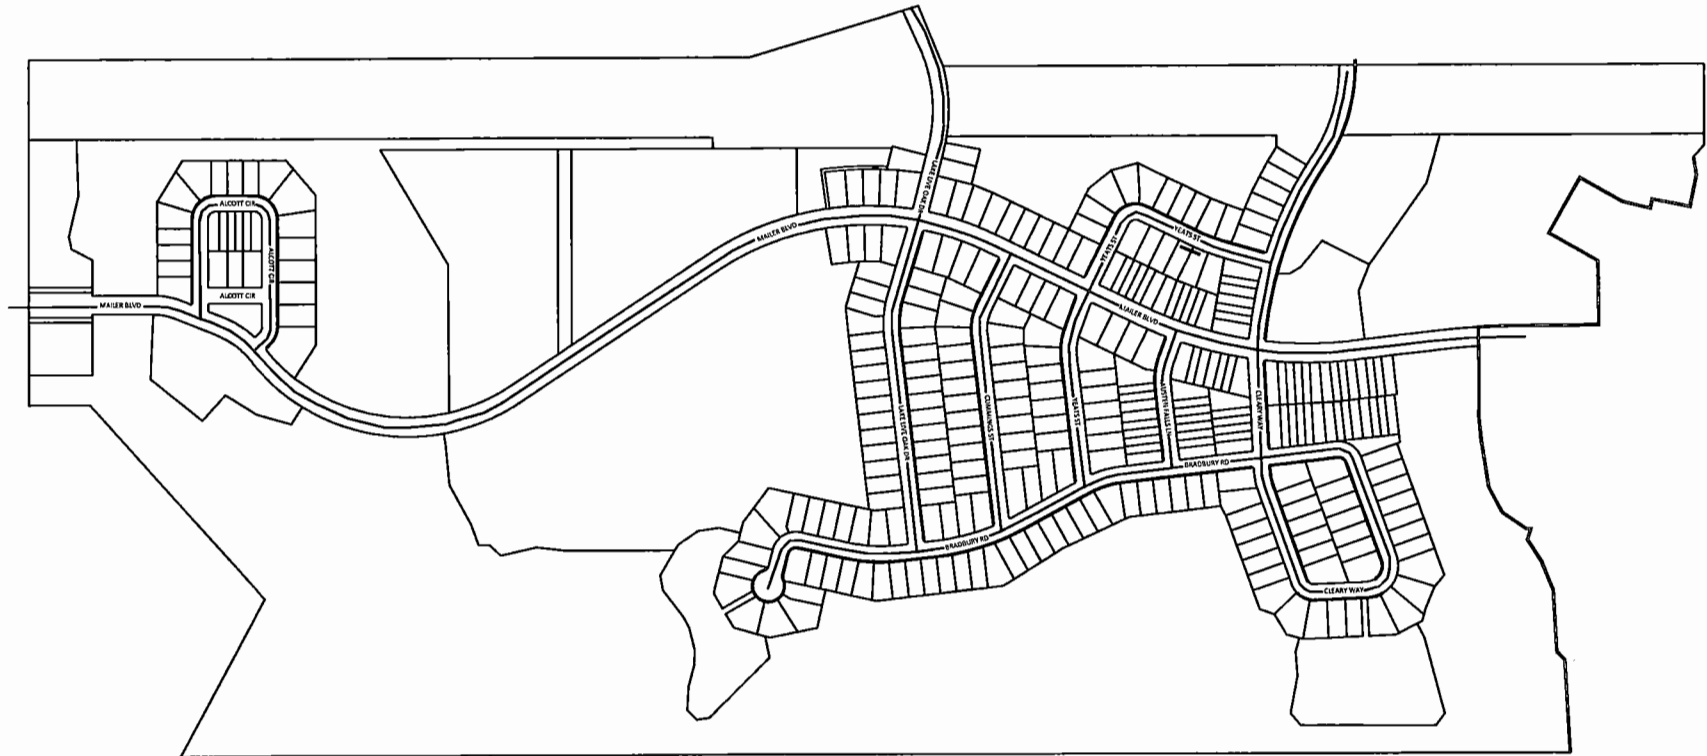 LAKE LIVE OAK DR
ALCOTT CIR
YEATS ST
MAILER BLVD
YEATS ST
ALCOTT CIR
ALCOTT CIR
MAILER BLVD
MAILER BLVD
LAKE LIVE OAK DR
CUMMINGS ST
YEATS ST
AUSTEN FALLS LN
CLEARY WAY
BRADBURY RD
BRADBURY RD
CLEARY WAY